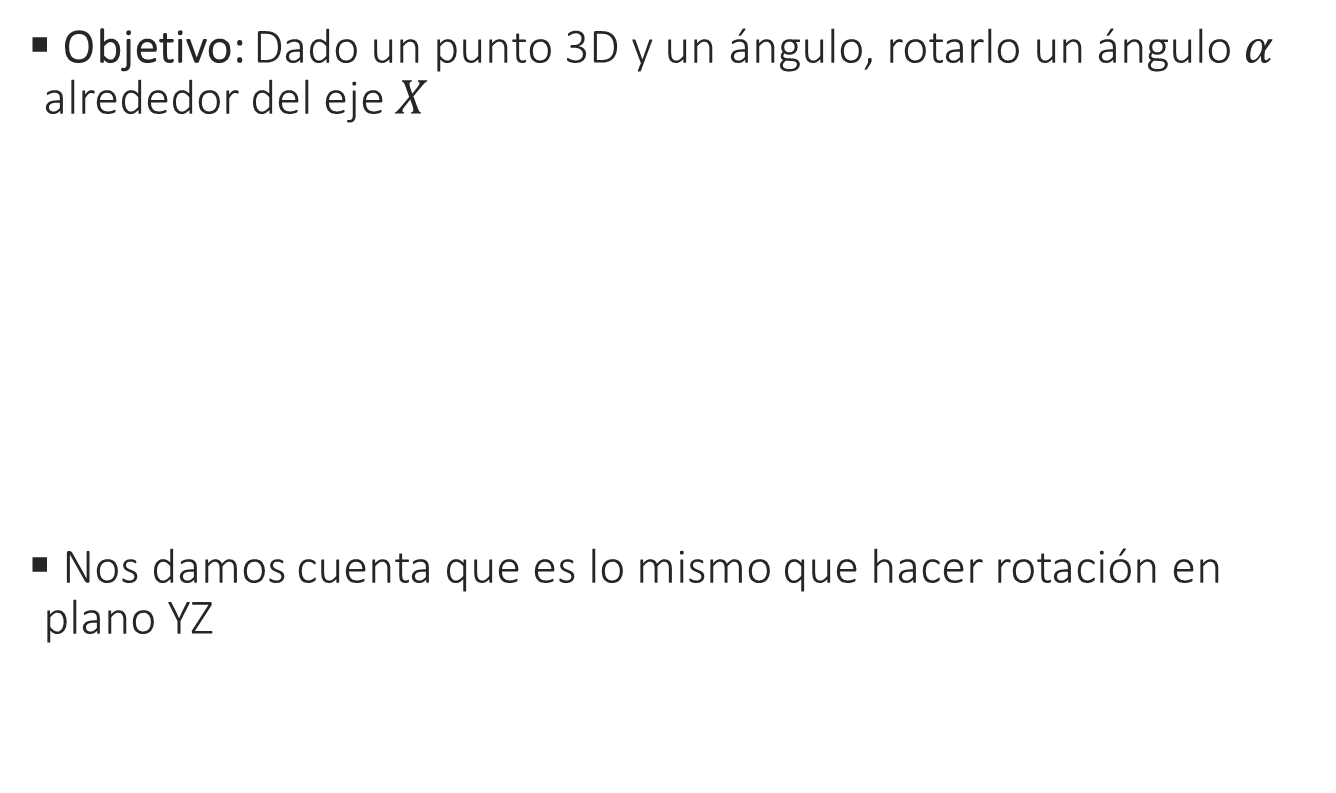 ▪ Objetivo: Dado un punto 3D y un ángulo, rotarlo un ángulo α
alrededor del eje X
▪ Nos damos cuenta que es lo mismo que hacer rotación en
plano YZ